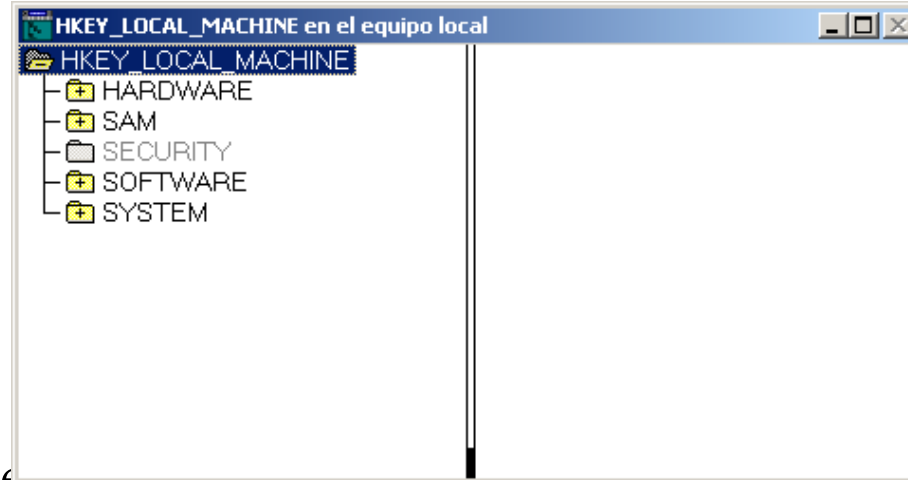 HKEY_LOCAL_MACHINE en el equipo local
HKEY_LOCAL_MACHINE
HARDWARE
SAM
SECURITY
SOFTWARE
SYSTEM